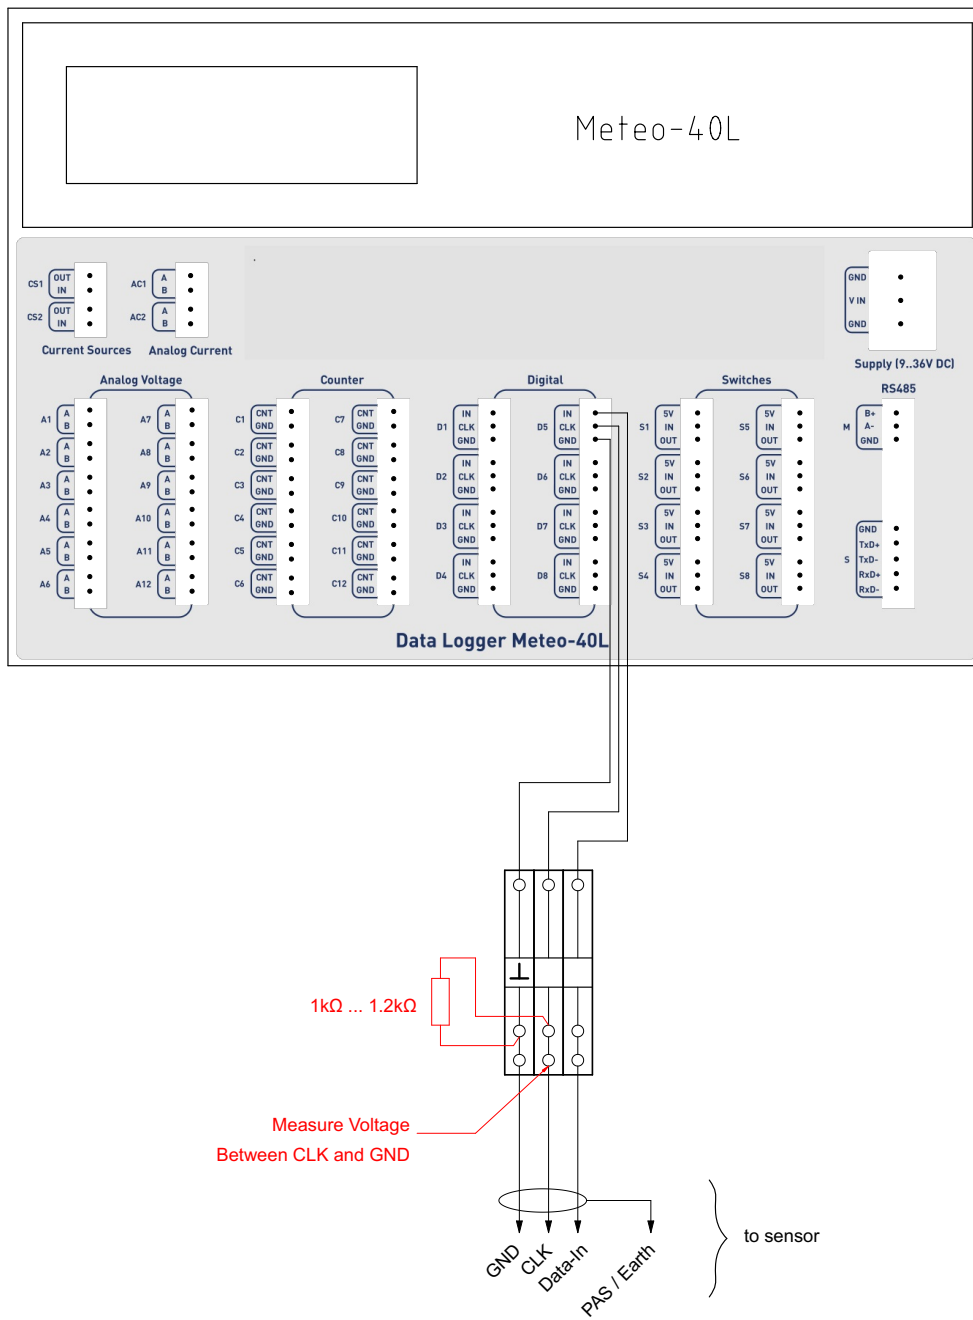 Meteo-40L
CS1 OUT IN
CS2 OUT IN
Current Sources
AC1 A B
AC2 A B
Analog Current
GND
V IN
GND
Supply (9..36V DC)
Analog Voltage
A1 A B
A2 A B
A3 A B
A4 A B
A5 A B
A6 A B
A7 A B
A8 A B
A9 A B
A10 A B
A11 A B
A12 A B
Counter
C1 CNT GND
C2 CNT GND
C3 CNT GND
C4 CNT GND
C5 CNT GND
C6 CNT GND
C7 CNT GND
C8 CNT GND
C9 CNT GND
C10 CNT GND
C11 CNT GND
C12 CNT GND
Digital
D1 IN CLK GND
D2 IN CLK GND
D3 IN CLK GND
D4 IN CLK GND
D5 IN CLK GND
D6 IN CLK GND
D7 IN CLK GND
D8 IN CLK GND
Switches
S1 5V IN OUT
S2 5V IN OUT
S3 5V IN OUT
S4 5V IN OUT
S5 5V IN OUT
S6 5V IN OUT
S7 5V IN OUT
S8 5V IN OUT
RS485
M B+ A- GND
S GND TxD+ TxD- RxD+ RxD-
Data Logger Meteo-40L
1kΩ ... 1.2kΩ
Measure Voltage
Between CLK and GND
GND
CLK
Data-In
PAS / Earth
to sensor